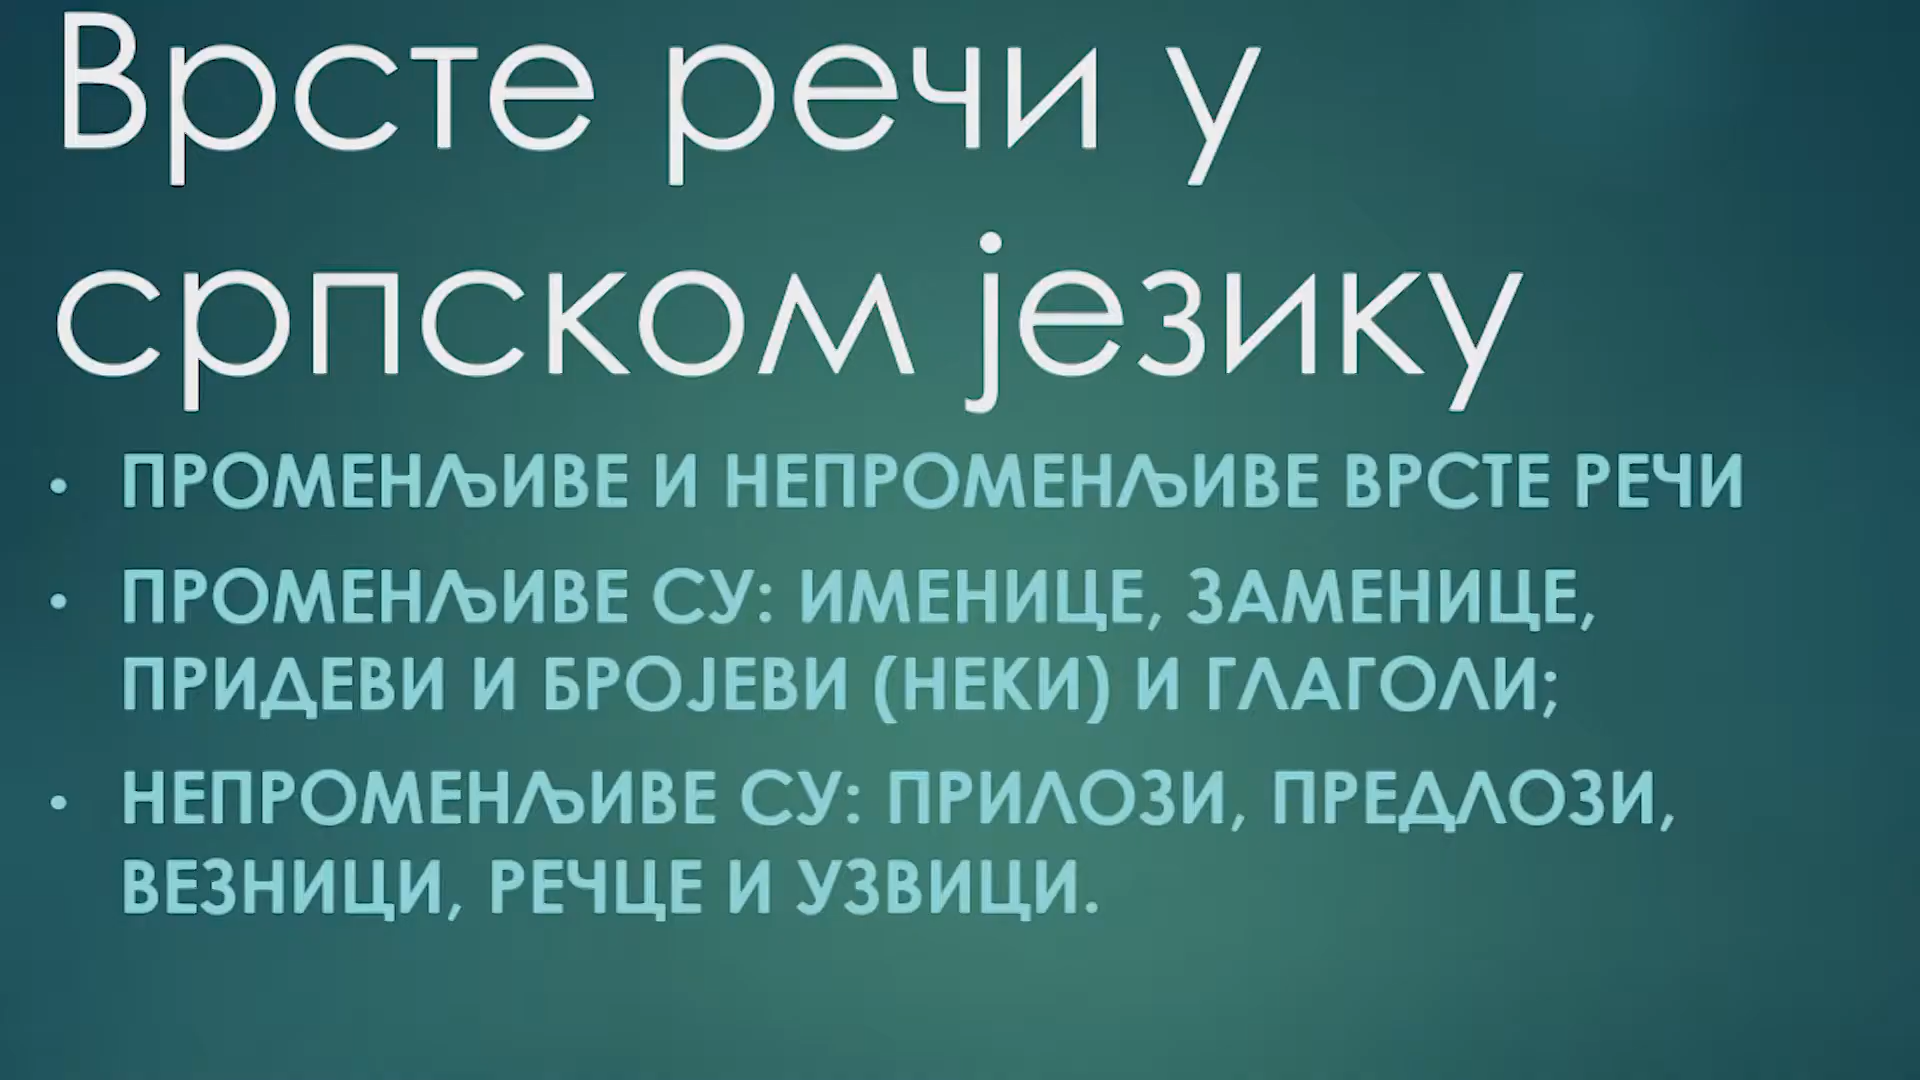 Врсте речи у
српском језику
• ПРОМЕНЉИВЕ И НЕПРОМЕНЉИВЕ ВРСТЕ РЕЧИ
• ПРОМЕНЉИВЕ СУ: ИМЕНИЦЕ, ЗАМЕНИЦЕ,
ПРИДЕВИ И БРОЈЕВИ (НЕКИ) И ГЛАГОЛИ;
• НЕПРОМЕНЉИВЕ СУ: ПРИЛОЗИ, ПРЕДЛОЗИ,
ВЕЗНИЦИ, РЕЧЦЕ И УЗВИЦИ.